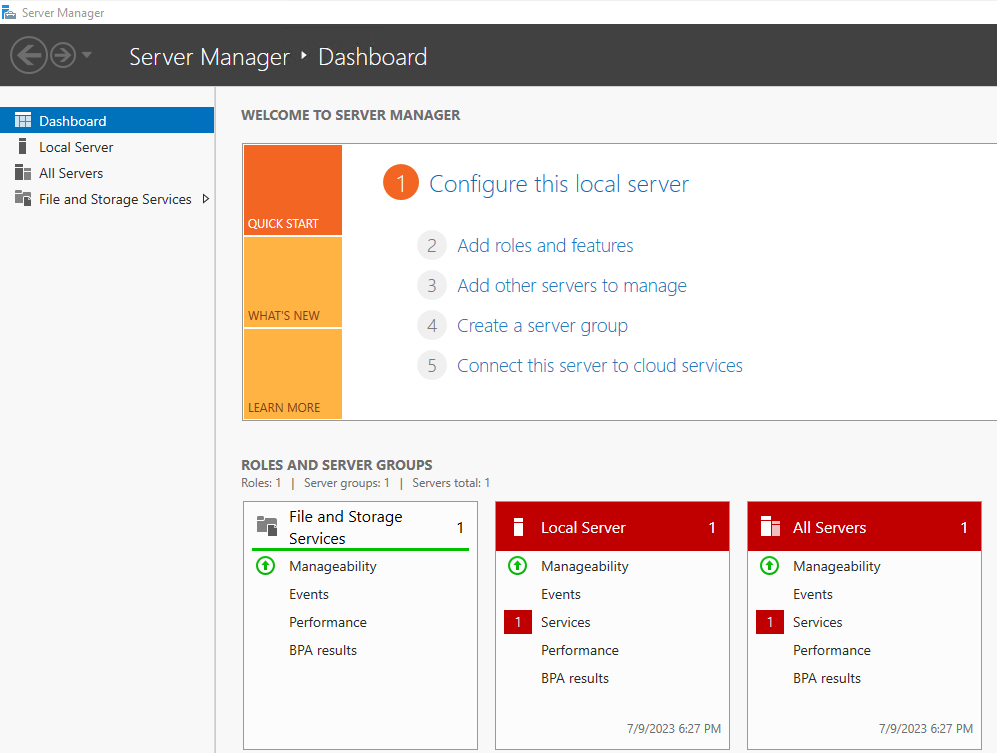 Server Manager
Server Manager ‣ Dashboard
Dashboard
Local Server
All Servers
File and Storage Services
WELCOME TO SERVER MANAGER
QUICK START
WHAT'S NEW
LEARN MORE
1 Configure this local server
2 Add roles and features
3 Add other servers to manage
4 Create a server group
5 Connect this server to cloud services
ROLES AND SERVER GROUPS
Roles: 1 | Server groups: 1 | Servers total: 1
File and Storage
Services 1
Manageability
Events
Performance
BPA results
Local Server 1
Manageability
Events
1 Services
Performance
BPA results
7/9/2023 6:27 PM
All Servers 1
Manageability
Events
1 Services
Performance
BPA results
7/9/2023 6:27 PM